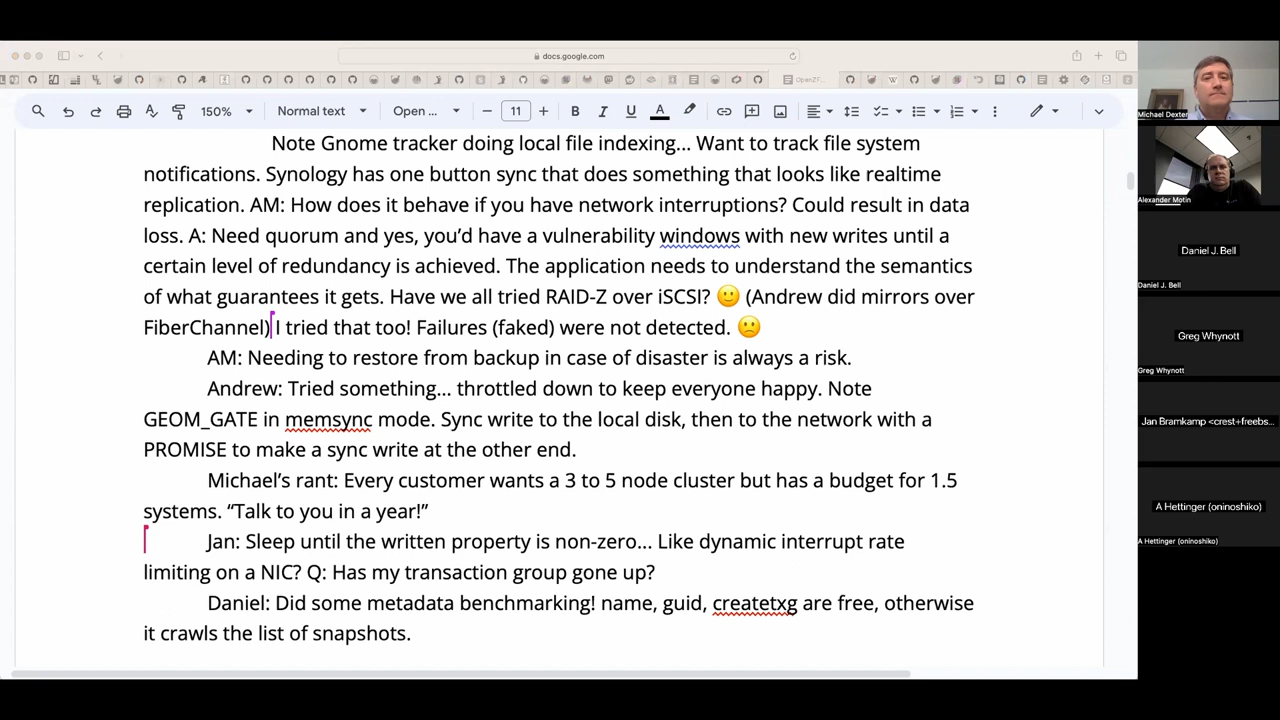 docs.google.com
OpenZF...
150%
Normal text
Open ...
11
Note Gnome tracker doing local file indexing... Want to track file system
notifications. Synology has one button sync that does something that looks like realtime
replication. AM: How does it behave if you have network interruptions? Could result in data
loss. A: Need quorum and yes, you’d have a vulnerability windows with new writes until a
certain level of redundancy is achieved. The application needs to understand the semantics
of what guarantees it gets. Have we all tried RAID-Z over iSCSI? 🙂 (Andrew did mirrors over
FiberChannel) I tried that too! Failures (faked) were not detected. 🙁
AM: Needing to restore from backup in case of disaster is always a risk.
Andrew: Tried something... throttled down to keep everyone happy. Note
GEOM_GATE in memsync mode. Sync write to the local disk, then to the network with a
PROMISE to make a sync write at the other end.
Michael’s rant: Every customer wants a 3 to 5 node cluster but has a budget for 1.5
systems. “Talk to you in a year!”
Jan: Sleep until the written property is non-zero... Like dynamic interrupt rate
limiting on a NIC? Q: Has my transaction group gone up?
Daniel: Did some metadata benchmarking! name, guid, createtxg are free, otherwise
it crawls the list of snapshots.
Michael Dexter
Alexander Motin
Daniel J. Bell
Daniel J. Bell
Greg Whynott
Greg Whynott
Jan Bramkamp <crest+freebs...
Jan Bramkamp <crest+freebs...
A Hettinger (oninoshiko)
A Hettinger (oninoshiko)